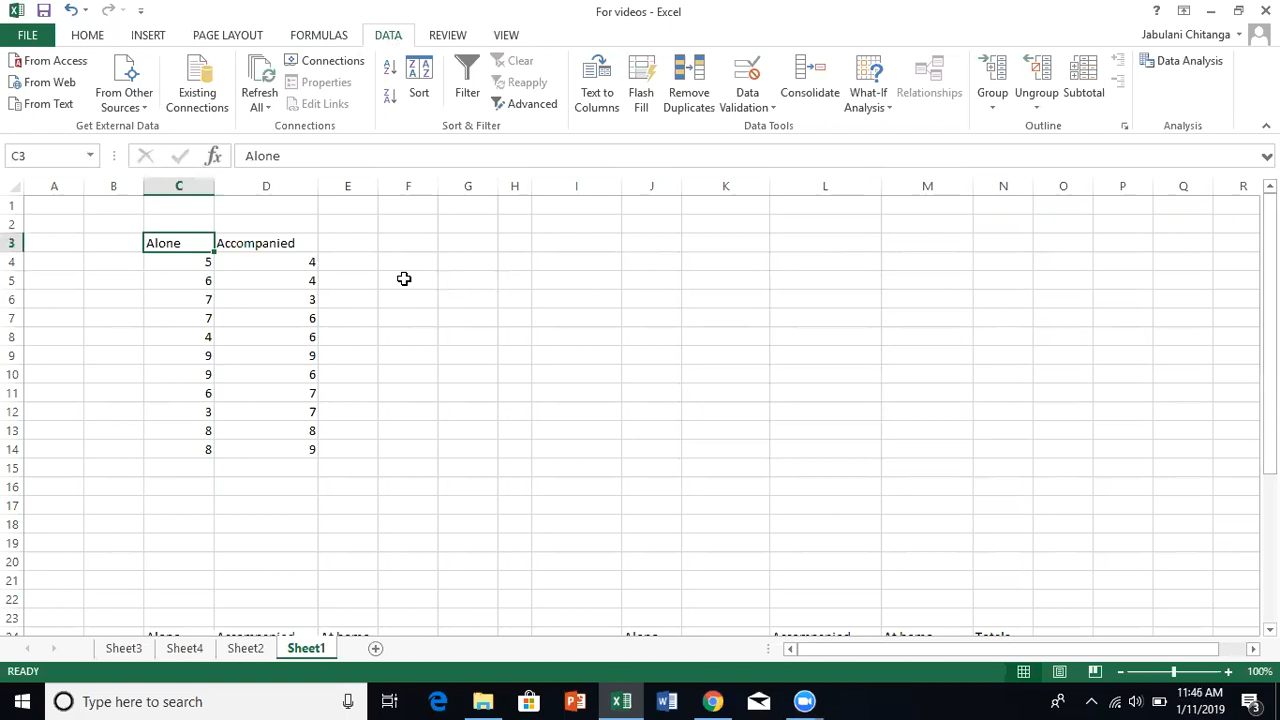 For videos - Excel
FILE HOME INSERT PAGE LAYOUT FORMULAS DATA REVIEW VIEW Jabulani Chitanga
From Access
From Web
From Text
From Other Sources
Existing Connections
Get External Data
Refresh All
Connections
Properties
Edit Links
Connections
Sort
Filter
Clear
Reapply
Advanced
Sort & Filter
Text to Columns
Flash Fill
Remove Duplicates
Data Validation
Consolidate
What-If Analysis
Relationships
Data Tools
Group
Ungroup
Subtotal
Outline
Data Analysis
Analysis
C3 fx Alone
A B C D E F G H I J K L M N O P Q R
1
2
3 Alone Accompanied
4 5 4
5 6 4
6 7 3
7 7 6
8 4 6
9 9 9
10 9 6
11 6 7
12 3 7
13 8 8
14 8 9
15
16
17
18
19
20
21
22
23
24 Alone Accompanied At home None Accompanied At home Totals
Sheet3 Sheet4 Sheet2 Sheet1
READY 100%
Type here to search
11:46 AM
1/11/2019
3